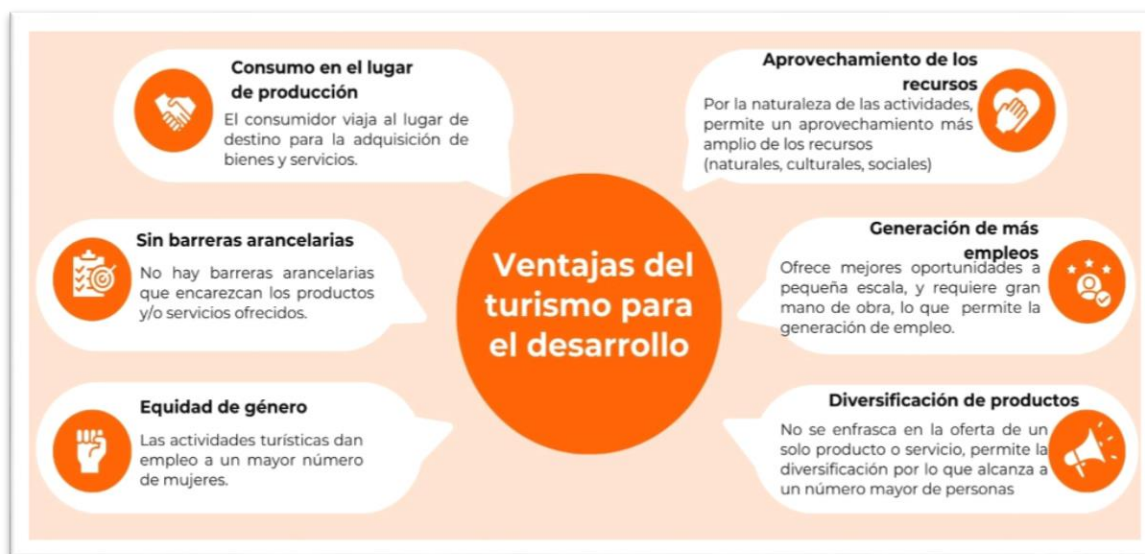 Consumo en el lugar
de producción
El consumidor viaja al lugar de
destino para la adquisición de
bienes y servicios.
Sin barreras arancelarias
No hay barreras arancelarias
que encarezcan los productos
y/o servicios ofrecidos.
Equidad de género
Las actividades turísticas dan
empleo a un mayor número
de mujeres.
Ventajas del
turismo para
el desarrollo
Aprovechamiento de los
recursos
Por la naturaleza de las actividades,
permite un aprovechamiento más
amplio de los recursos
(naturales, culturales, sociales)
Generación de más
empleos
Ofrece mejores oportunidades a
pequeña escala, y requiere gran
mano de obra, lo que permite la
generación de empleo.
Diversificación de productos
No se enfrasca en la oferta de un
solo producto o servicio, permite la
diversificación por lo que alcanza a
un número mayor de personas